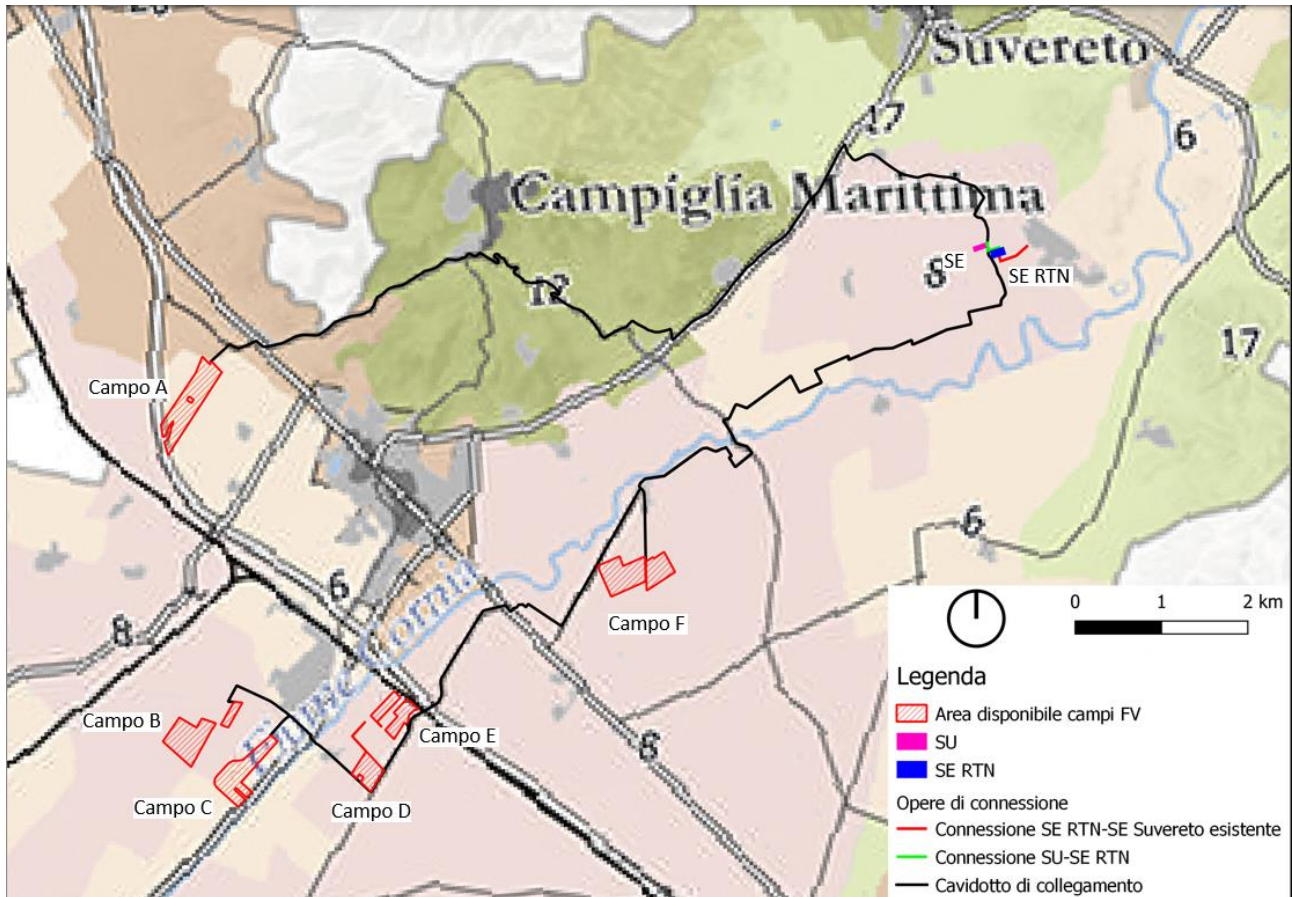 Suvereto
17
6
Campiglia Marittima
SE
8
SE RTN
12
17
Campo A
6
6
8
Campo F
Fiume Cornia
Campo B
Campo E
6
Campo C
Campo D
0 1 2 km
Legenda
Area disponibile campi FV
SU
SE RTN
Opere di connessione
Connessione SE RTN-SE Suvereto esistente
Connessione SU-SE RTN
Cavidotto di collegamento